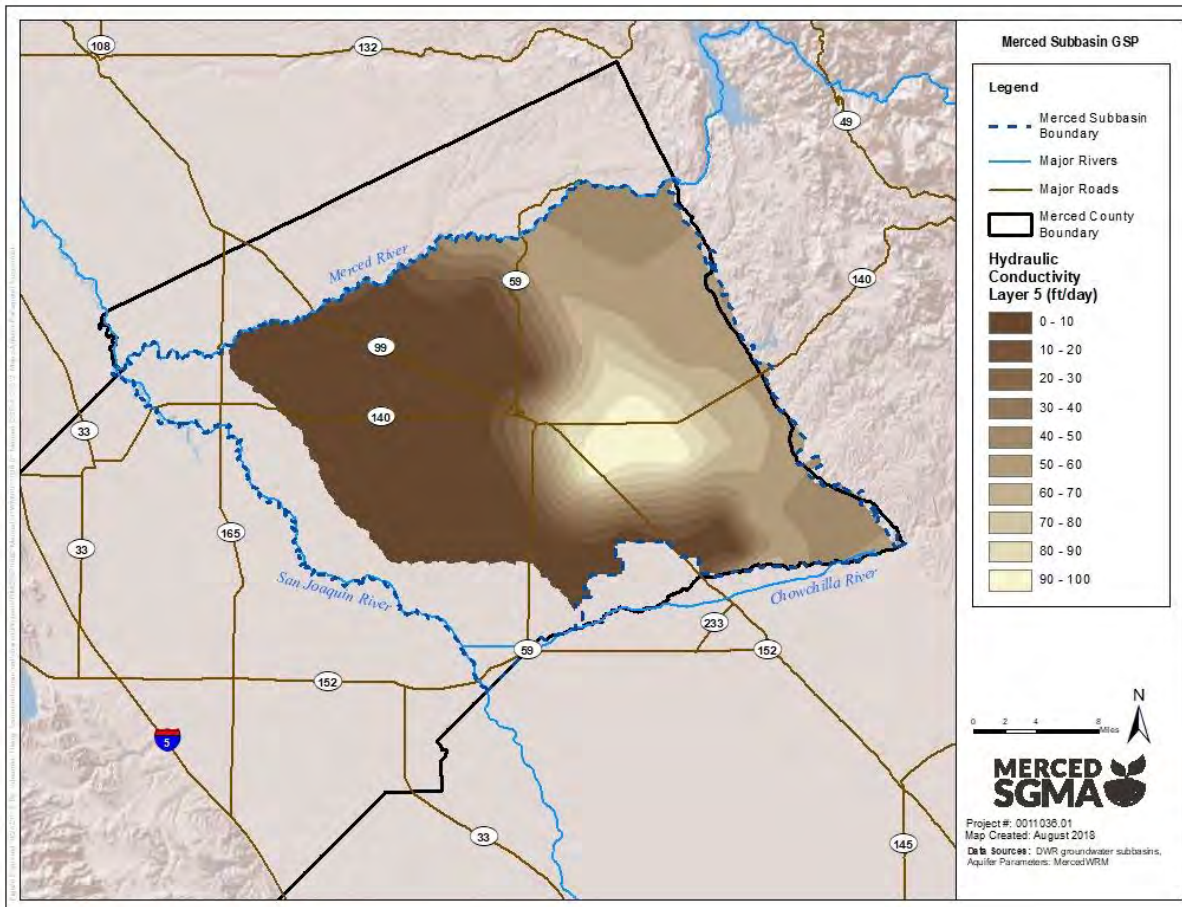 108
132
49
Merced River
59
140
99
140
33
165
33
San Joaquin River
Chowchilla River
233
59
152
152
5
33
145
Merced Subbasin GSP
Legend
Merced Subbasin
Boundary
Major Rivers
Major Roads
Merced County
Boundary
Hydraulic
Conductivity
Layer 5 (ft/day)
0 - 10
10 - 20
20 - 30
30 - 40
40 - 50
50 - 60
60 - 70
70 - 80
80 - 90
90 - 100
N
0 2 4 8
Miles
MERCED
SGMA
Project #: 0011036.01
Map Created: August 2018
Data Sources: DWR groundwater subbasins,
Aquifer Parameters: MercedWRM